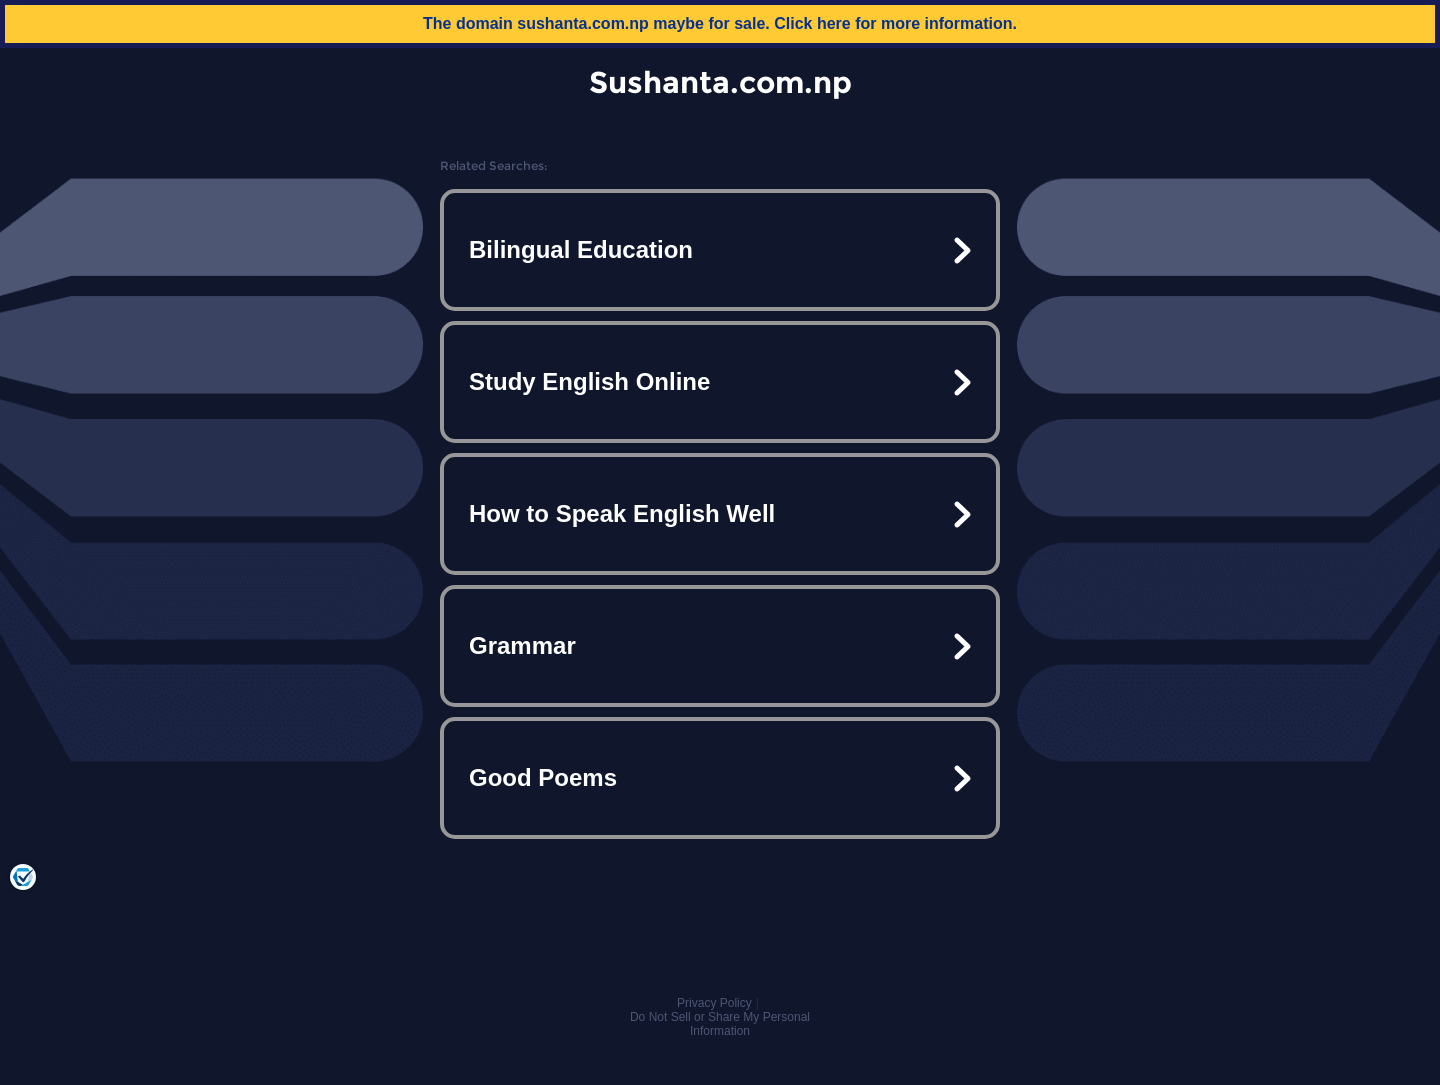 The domain sushanta.com.np maybe for sale. Click here for more information.
Sushanta.com.np
Related Searches:
Bilingual Education
Study English Online
How to Speak English Well
Grammar
Good Poems
Privacy Policy |
Do Not Sell or Share My Personal
Information